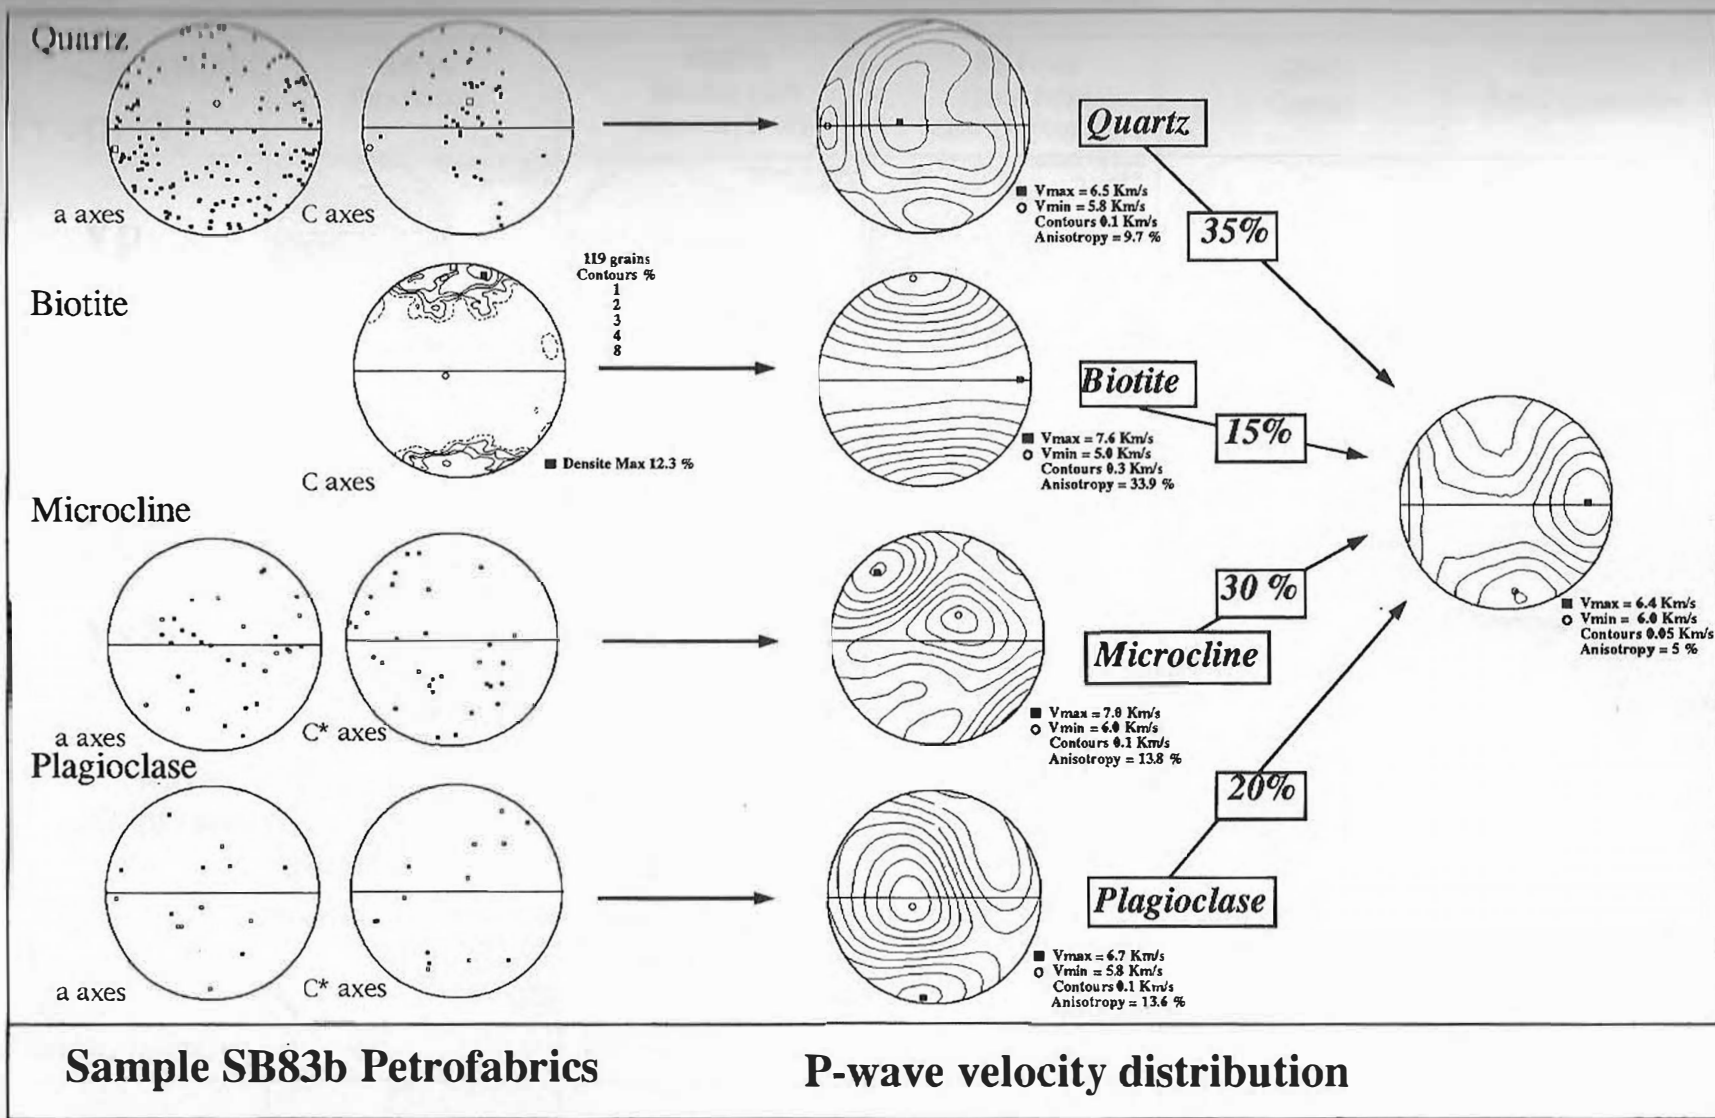 Quartz
a axes
C axes
Vmax = 6.5 Km/s
Vmin = 5.8 Km/s
Contours 0.1 Km/s
Anisotropy = 9.7 %
Quartz
35%
Biotite
119 grains
Contours %
1
2
3
4
8
Densite Max 12.3 %
C axes
Vmax = 7.6 Km/s
Vmin = 5.0 Km/s
Contours 0.3 Km/s
Anisotropy = 33.9 %
Biotite
15%
Microcline
a axes
C* axes
Vmax = 7.0 Km/s
Vmin = 6.0 Km/s
Contours 0.1 Km/s
Anisotropy = 13.8 %
30 %
Microcline
Vmax = 6.4 Km/s
Vmin = 6.0 Km/s
Contours 0.05 Km/s
Anisotropy = 5 %
Plagioclase
a axes
C* axes
Vmax = 6.7 Km/s
Vmin = 5.8 Km/s
Contours 0.1 Km/s
Anisotropy = 13.6 %
20%
Plagioclase
Sample SB83b Petrofabrics
P-wave velocity distribution